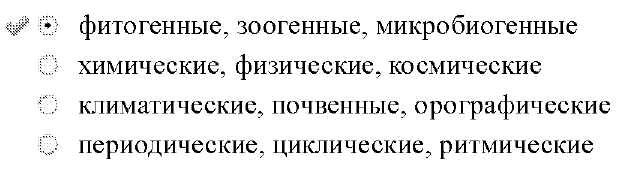 фитогенные, зоогенные, микробиогенные
химические, физические, космические
климатические, почвенные, орографические
периодические, циклические, ритмические